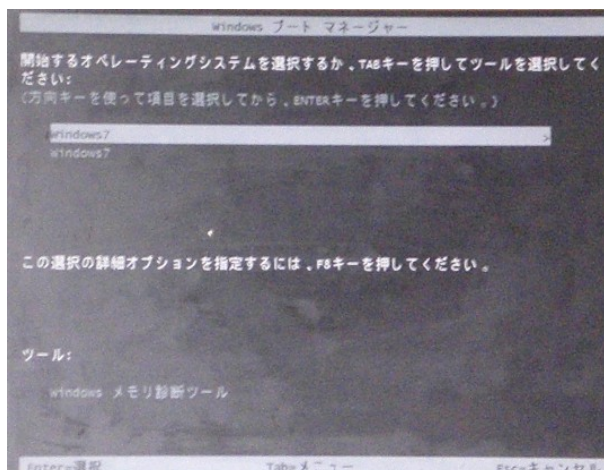 Windows ブート マネージャー
開始するオペレーティングシステムを選択するか、TABキーを押してツールを選択してく
ださい:
(方向キーを使って項目を選択してから、ENTERキーを押してください。)
Windows7 >
Windows7
この選択の詳細オプションを指定するには、F8キーを押してください。
ツール:
Windows メモリ診断ツール
Enter=選択 Tab=メニュー Esc=キャンセル